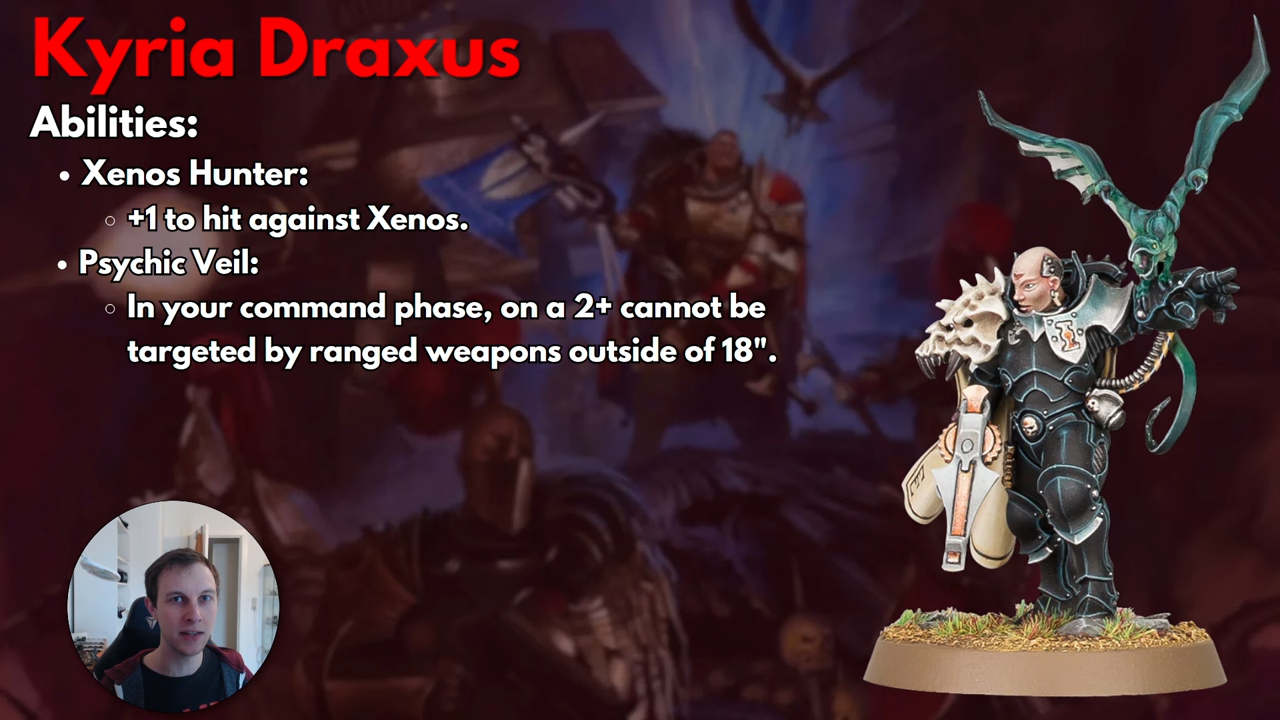 Kyria Draxus
Abilities:
• Xenos Hunter:
○ +1 to hit against Xenos.
• Psychic Veil:
○ In your command phase, on a 2+ cannot be
targeted by ranged weapons outside of 18".